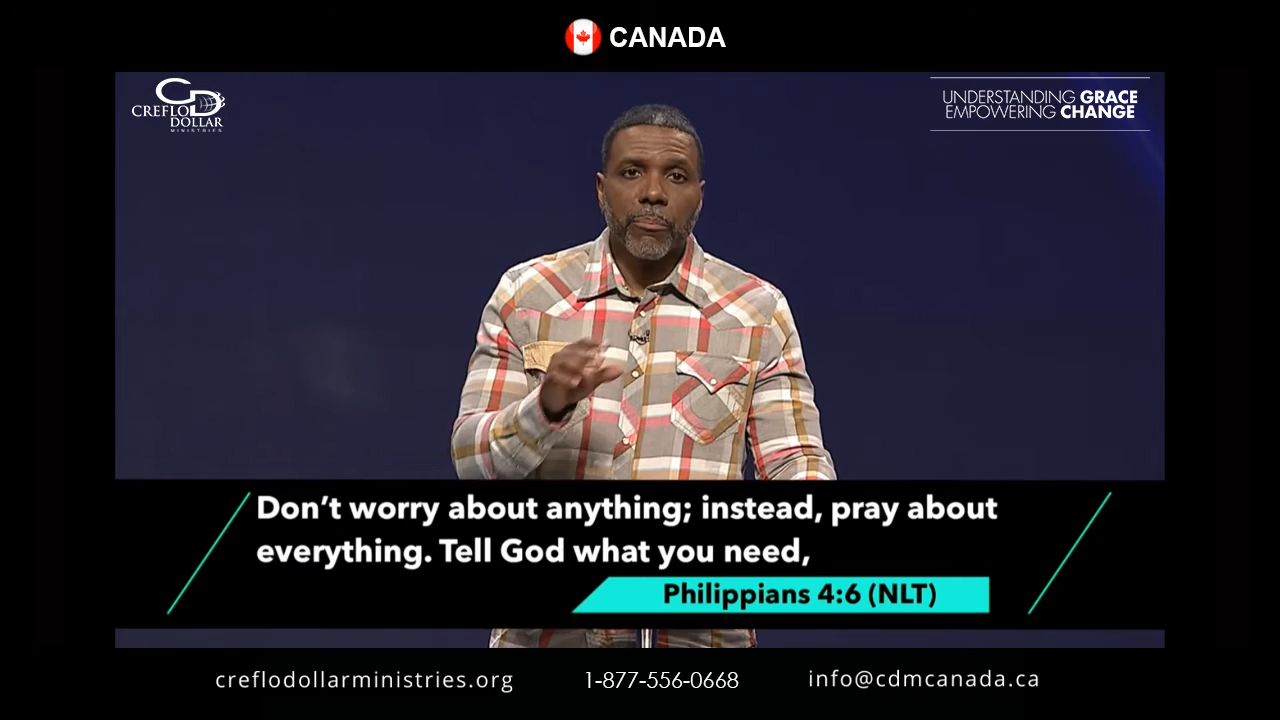 CANADA
CREFLO
DOLLAR
MINISTRIES
UNDERSTANDING GRACE
EMPOWERING CHANGE
Don't worry about anything; instead, pray about
everything. Tell God what you need,
Philippians 4:6 (NLT)
creflodollarministries.org 1-877-556-0668 info@cdmcanada.ca